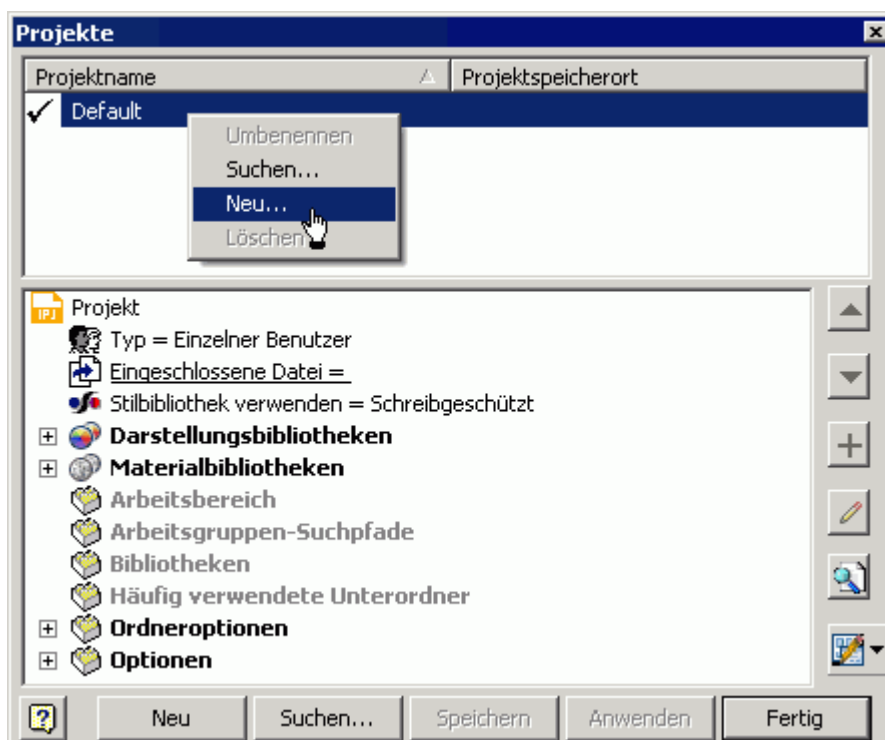 Projekte
Projektname Projektspeicherort
Default
Umbenennen
Suchen...
Neu...
Löschen
IPJ Projekt
Typ = Einzelner Benutzer
Eingeschlossene Datei =
Stilbibliothek verwenden = Schreibgeschützt
Darstellungsbibliotheken
Materialbibliotheken
Arbeitsbereich
Arbeitsgruppen-Suchpfade
Bibliotheken
Häufig verwendete Unterordner
Ordneroptionen
Optionen
Neu Suchen... Speichern Anwenden Fertig